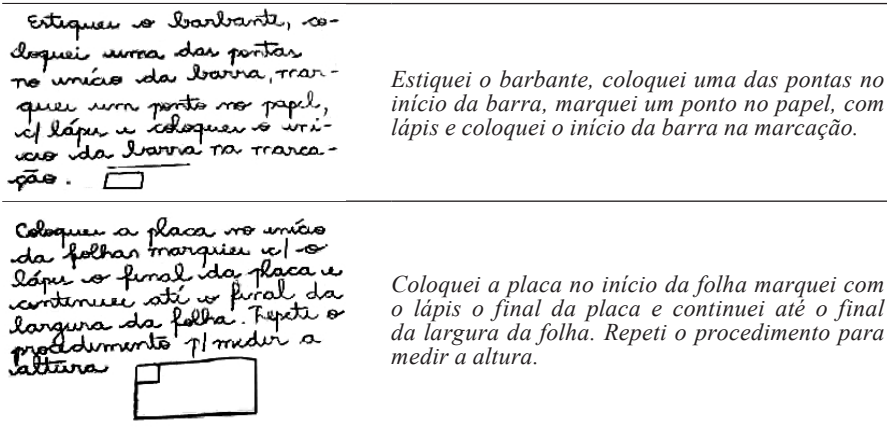 Estiquei o barbante, co-
loquei uma das pontas
no início da barra, mar-
quei um ponto no papel,
c/ lápis e coloquei o iní-
cio da barra na marca-
ção.
Estiquei o barbante, coloquei uma das pontas no
início da barra, marquei um ponto no papel, com
lápis e coloquei o início da barra na marcação.
Coloquei a placa no início
da folha marquei c/ o
lápis o final da placa e
continuei até o final da
largura da folha. Repeti o
procedimento p/ medir a
altura
Coloquei a placa no início da folha marquei com
o lápis o final da placa e continuei até o final
da largura da folha. Repeti o procedimento para
medir a altura.